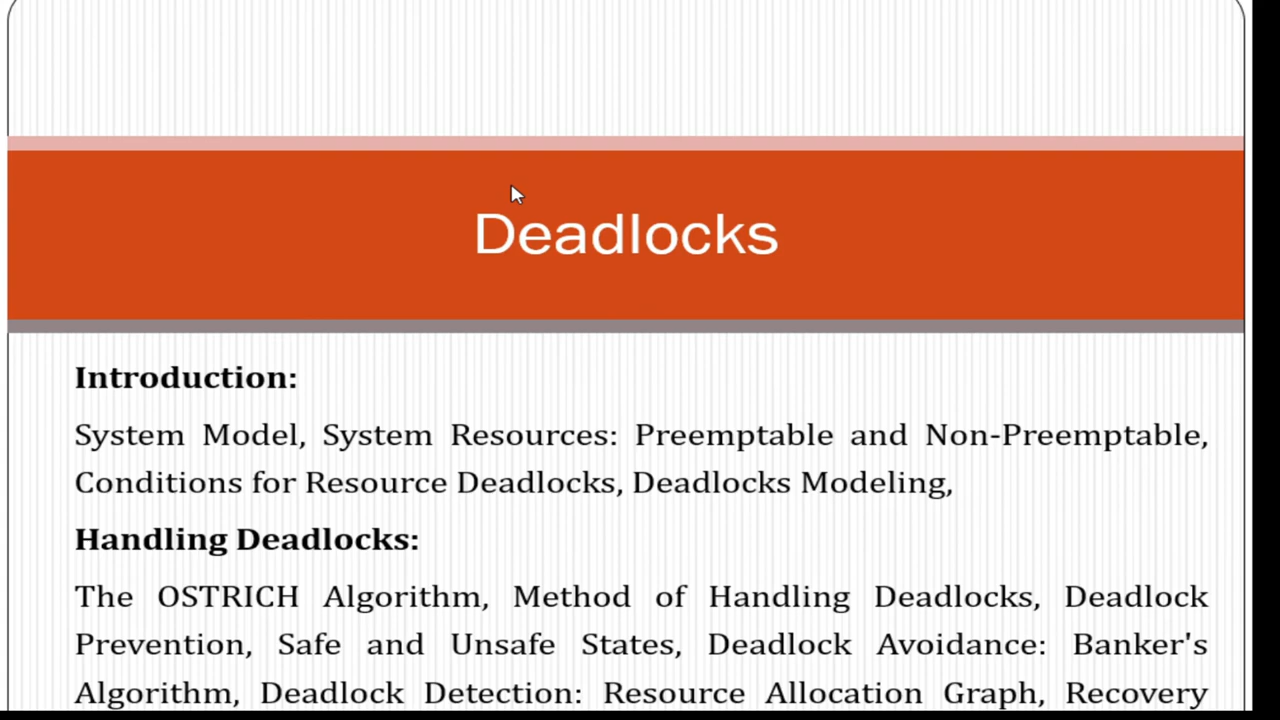 Deadlocks
Introduction:
System Model, System Resources: Preemptable and Non-Preemptable,
Conditions for Resource Deadlocks, Deadlocks Modeling,
Handling Deadlocks:
The OSTRICH Algorithm, Method of Handling Deadlocks, Deadlock
Prevention, Safe and Unsafe States, Deadlock Avoidance: Banker's
Algorithm, Deadlock Detection: Resource Allocation Graph, Recovery